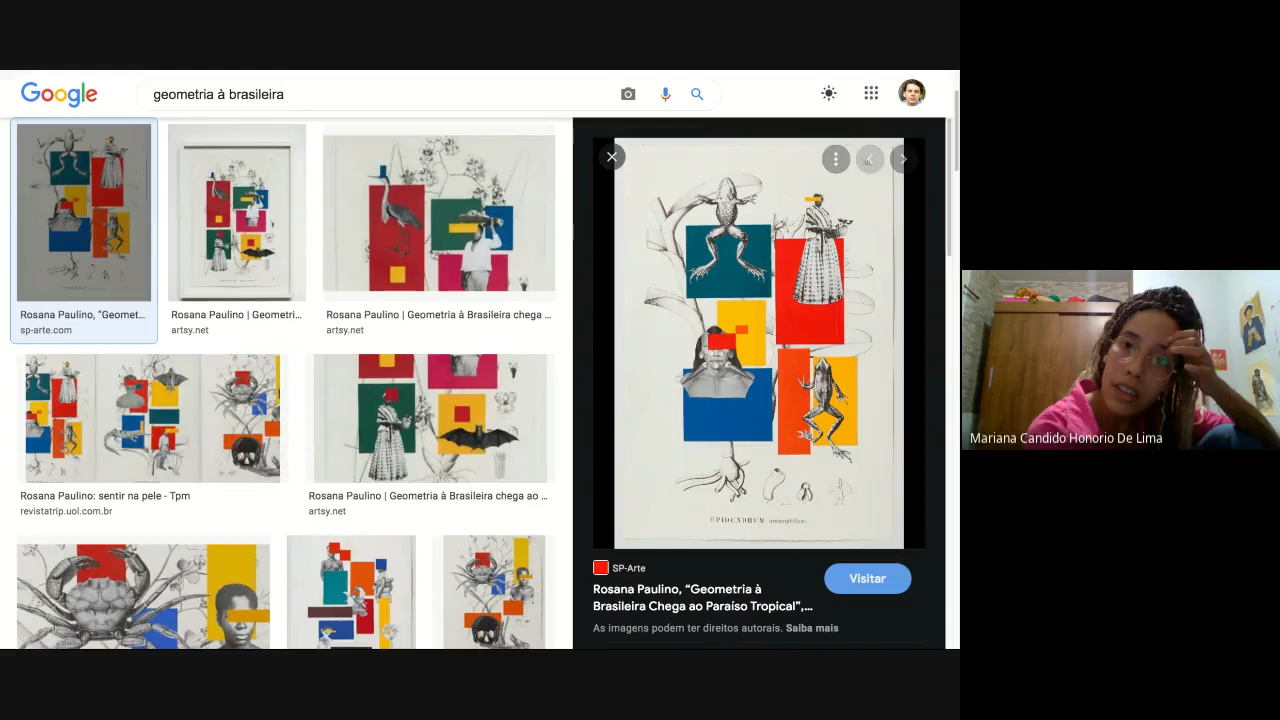 Google
geometria à brasileira
Rosana Paulino, “Geomet...
sp-arte.com
Rosana Paulino | Geometri...
artsy.net
Rosana Paulino | Geometria à Brasileira chega ...
artsy.net
Rosana Paulino: sentir na pele - Tpm
revistatrip.uol.com.br
Rosana Paulino | Geometria à Brasileira chega ao ...
artsy.net
EPIDENDRUM
SP-Arte
Rosana Paulino, “Geometria à
Brasileira Chega ao Paraíso Tropical”,...
Visitar
As imagens podem ter direitos autorais. Saiba mais
Mariana Candido Honorio De Lima